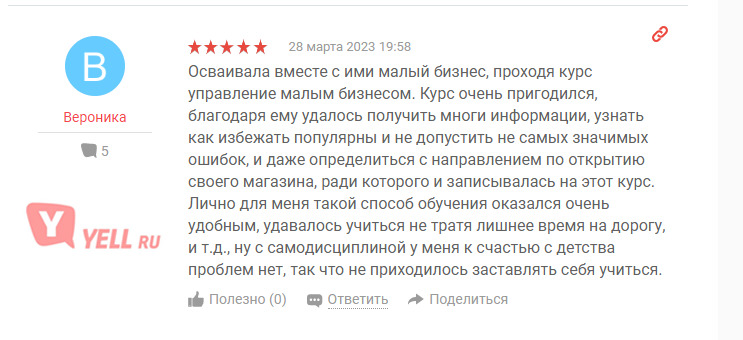 28 марта 2023 19:58
В
Вероника
5
Осваивала вместе с ими малый бизнес, проходя курс
управление малым бизнесом. Курс очень пригодился,
благодаря ему удалось получить многи информации, узнать
как избежать популярны и не допустить не самых значимых
ошибок, и даже определиться с направлением по открытию
своего магазина, ради которого и записывалась на этот курс.
Лично для меня такой способ обучения оказался очень
удобным, удавалось учиться не тратя лишнее время на дорогу,
и т.д., ну с самодисциплиной у меня к счастью с детства
проблем нет, так что не приходилось заставлять себя учиться.
Y YELL RU
Полезно (0) Ответить Поделиться